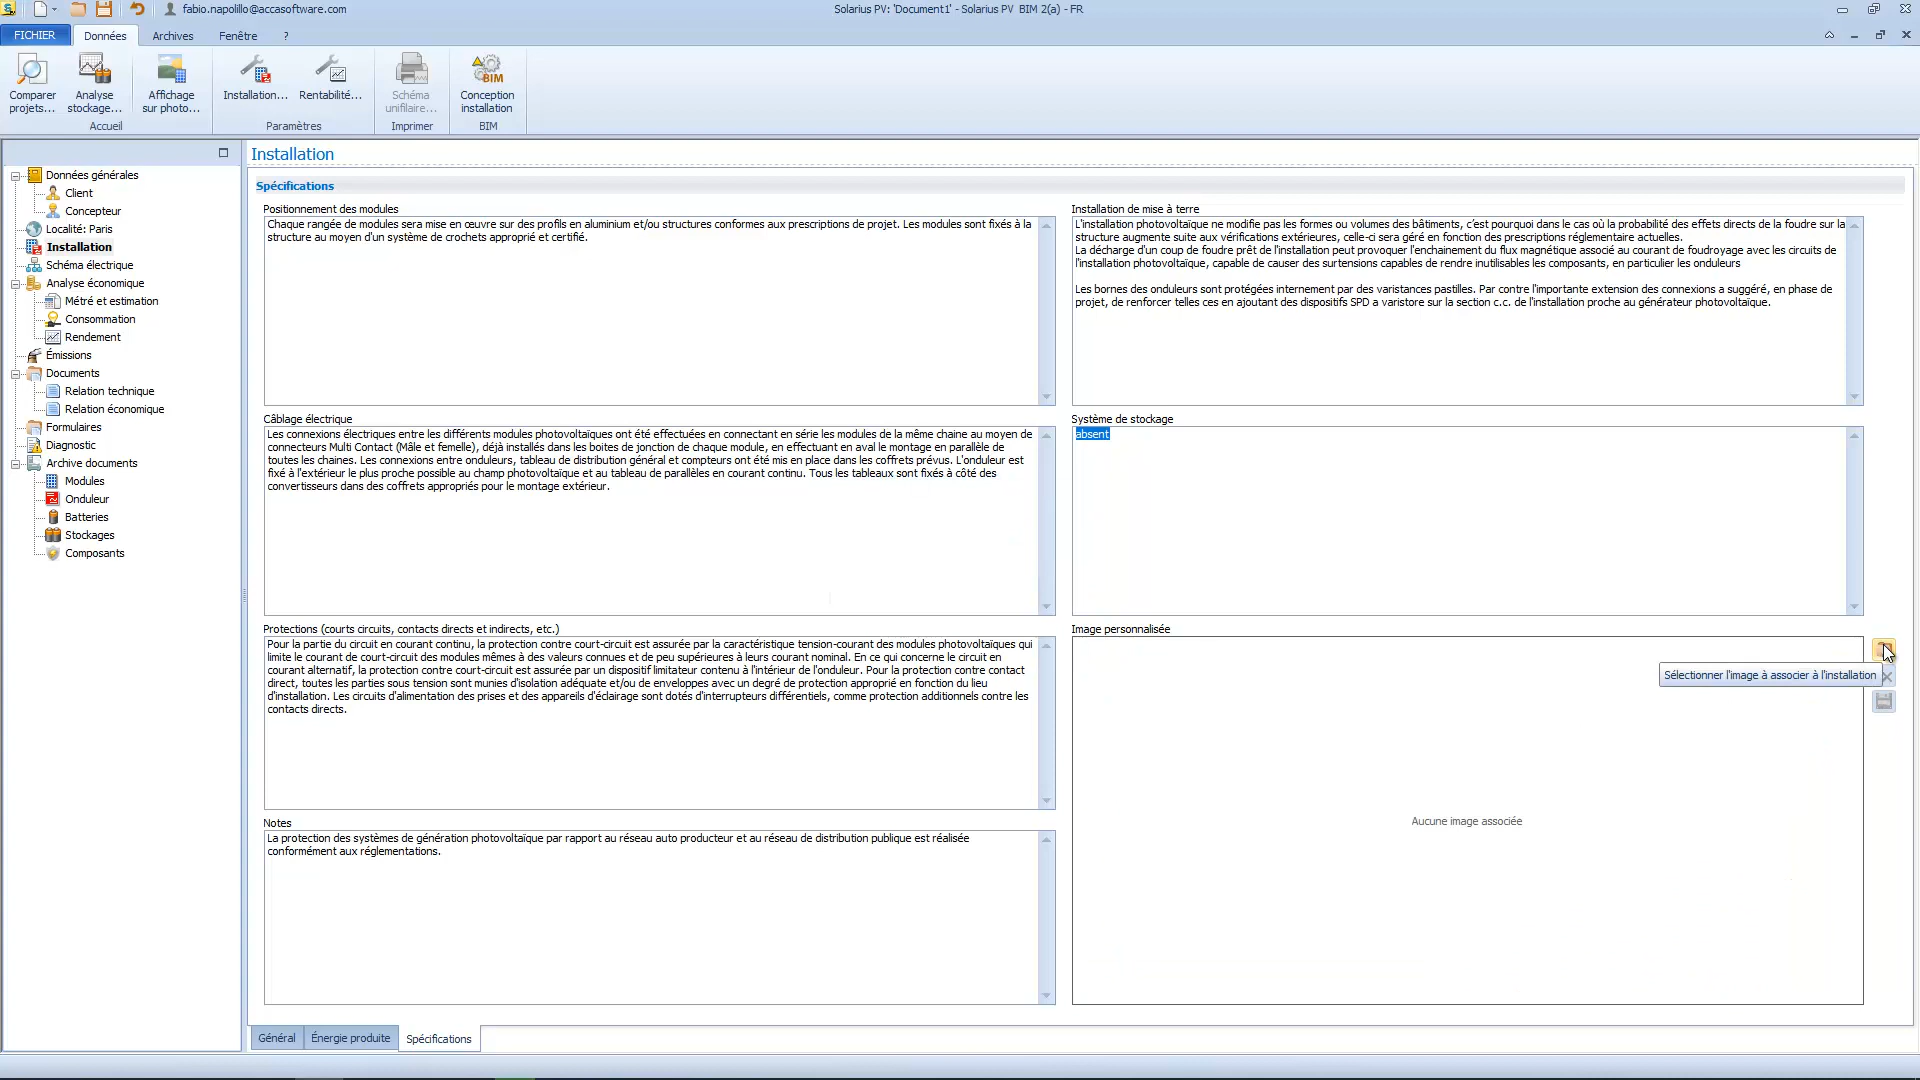 fabio.napolillo@accasoftware.com
Solarius PV: 'Document1' - Solarius PV BIM 2(a) - FR
FICHIER
Données
Archives
Fenêtre
?
Comparer
projets...
Analyse
stockage...
Affichage
sur photo...
Installation...
Rentabilité...
Schéma
unifilaire...
BIM
Conception
installation
Accueil
Paramètres
Imprimer
BIM
Données générales
Client
Concepteur
Localité: Paris
Installation
Schéma électrique
Analyse économique
Métré et estimation
Consommation
Rendement
Émissions
Documents
Relation technique
Relation économique
Formulaires
Diagnostic
Archive documents
Modules
Onduleur
Batteries
Stockages
Composants
Installation
Spécifications
Positionnement des modules
Chaque rangée de modules sera mise en œuvre sur des profils en aluminium et/ou structures conformes aux prescriptions de projet. Les modules sont fixés à la
structure au moyen d'un système de crochets approprié et certifié.
Câblage électrique
Les connexions électriques entre les différents modules photovoltaïques ont été effectuées en connectant en série les modules de la même chaine au moyen de
connecteurs Multi Contact (Mâle et femelle), déjà installés dans les boites de jonction de chaque module, en effectuant en aval le montage en parallèle de
toutes les chaines. Les connexions entre onduleurs, tableau de distribution général et compteurs ont été mis en place dans les coffrets prévus. L'onduleur est
fixé à l'extérieur le plus proche possible au champ photovoltaïque et au tableau de parallèles en courant continu. Tous les tableaux sont fixés à côté des
convertisseurs dans des coffrets appropriés pour le montage extérieur.
Protections (courts circuits, contacts directs et indirects, etc.)
Pour la partie du circuit en courant continu, la protection contre court-circuit est assurée par la caractéristique tension-courant des modules photovoltaïques qui
limite le courant de court-circuit des modules mêmes à des valeurs connues et de peu supérieures à leurs courant nominal. En ce qui concerne le circuit en
courant alternatif, la protection contre court-circuit est assurée par un dispositif limitateur contenu à l'intérieur de l'onduleur. Pour la protection contre contact
direct, toutes les parties sous tension sont munies d'isolation adéquate et/ou de enveloppes avec un degré de protection approprié en fonction du lieu
d'installation. Les circuits d'alimentation des prises et des appareils d'éclairage sont dotés d'interrupteurs différentiels, comme protection additionnels contre les
contacts directs.
Notes
La protection des systèmes de génération photovoltaïque par rapport au réseau auto producteur et au réseau de distribution publique est réalisée
conformément aux réglementations.
Installation de mise à terre
L'installation photovoltaïque ne modifie pas les formes ou volumes des bâtiments, c’est pourquoi dans le cas où la probabilité des effets directs de la foudre sur la
structure augmente suite aux vérifications extérieures, celle-ci sera géré en fonction des prescriptions réglementaire actuelles.
La décharge d'un coup de foudre prêt de l'installation peut provoquer l'enchainement du flux magnétique associé au courant de foudroyage avec les circuits de
l'installation photovoltaïque, capable de causer des surtensions capables de rendre inutilisables les composants, en particulier les onduleurs
Les bornes des onduleurs sont protégées internement par des varistances pastilles. Par contre l'importante extension des connexions a suggéré, en phase de
projet, de renforcer telles ces en ajoutant des dispositifs SPD a varistore sur la section c.c. de l'installation proche au générateur photovoltaïque.
Système de stockage
absent
Image personnalisée
Sélectionner l'image à associer à l'installation
Aucune image associée
Général
Énergie produite
Spécifications